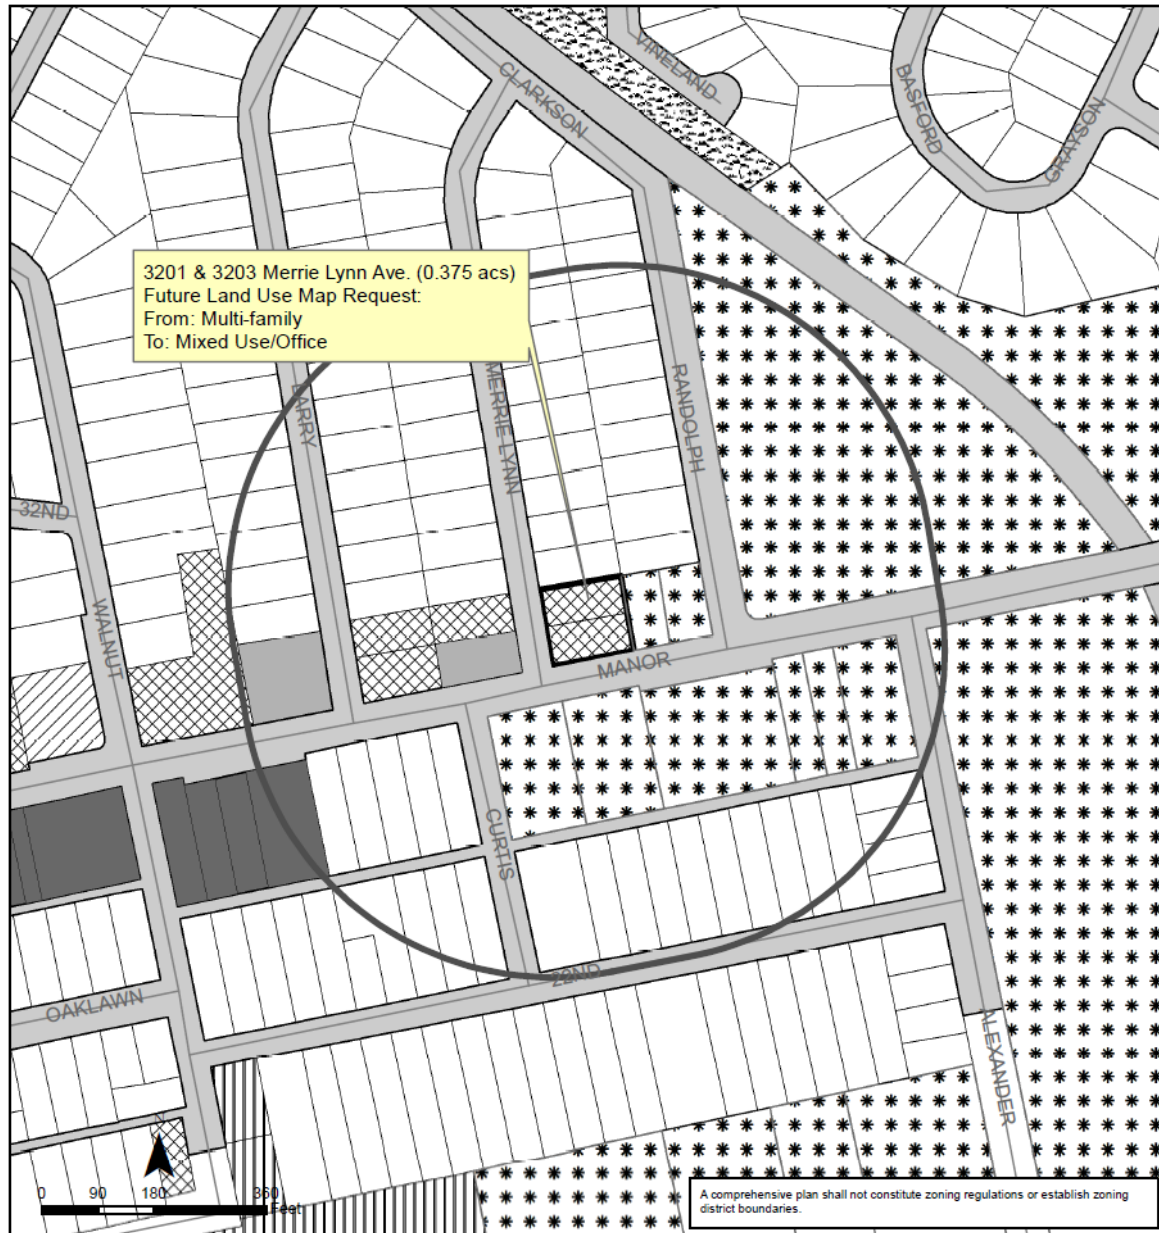 VINELAND
CLARKSON
BASFORD
GRAYSON
3201 & 3203 Merrie Lynn Ave. (0.375 acs)
Future Land Use Map Request:
From: Multi-family
To: Mixed Use/Office
LARRY
MERRIE LYNN
RANDOLPH
32ND
WALNUT
MANOR
CURTIS
22ND
OAKLAWN
ALEXANDER
N
0 90 180 360
Feet
A comprehensive plan shall not constitute zoning regulations or establish zoning
district boundaries.